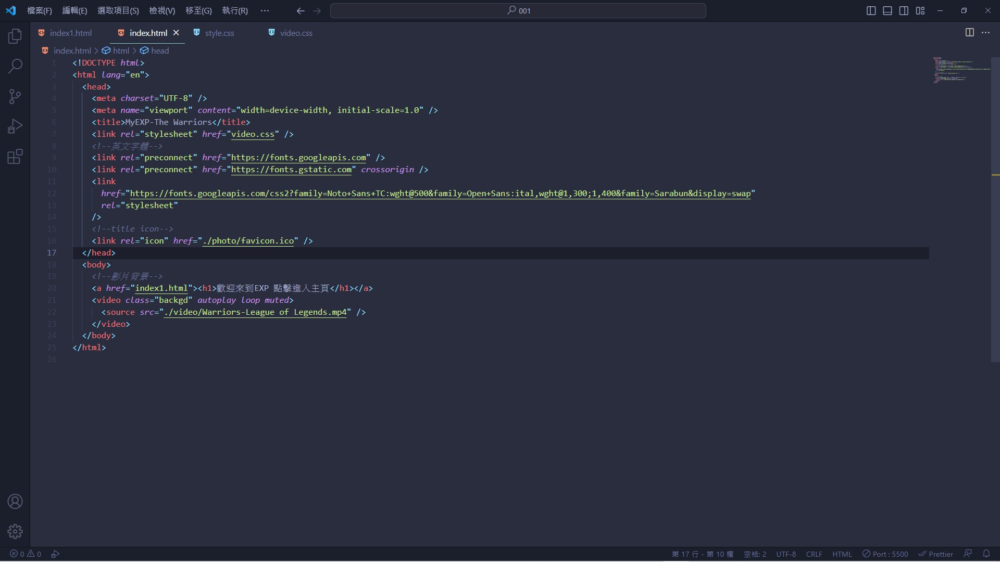 檔案(F) 編輯(E) 選取項目(S) 檢視(V) 移至(G) 執行(R) ··· 001
index1.html index.html style.css video.css
index.html > html > head
1 <!DOCTYPE html>
2 <html lang="en">
3 <head>
4 <meta charset="UTF-8" />
5 <meta name="viewport" content="width=device-width, initial-scale=1.0" />
6 <title>MyEXP-The Warriors</title>
7 <link rel="stylesheet" href="video.css" />
8 <!--英文字體-->
9 <link rel="preconnect" href="https://fonts.googleapis.com" />
10 <link rel="preconnect" href="https://fonts.gstatic.com" crossorigin />
11 <link
12 href="https://fonts.googleapis.com/css2?family=Noto+Sans+TC:wght@500&family=Open+Sans:ital,wght@1,300;1,400&family=Sarabun&display=swap"
13 rel="stylesheet"
14 />
15 <!--title icon-->
16 <link rel="icon" href="./photo/favicon.ico" />
17 </head>
18 <body>
19 <!--影片背景-->
20 <a href="index1.html"><h1>歡迎來到EXP 點擊進入主頁</h1></a>
21 <video class="backgd" autoplay loop muted>
22 <source src="./video/Warriors-League of Legends.mp4" />
23 </video>
24 </body>
25 </html>
26
0 0 第 17 行，第 10 欄 空格: 2 UTF-8 CRLF HTML Port : 5500 Prettier